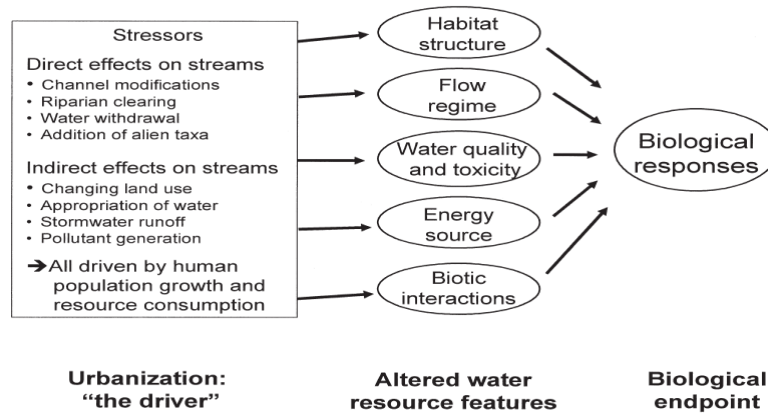 Stressors
Direct effects on streams
• Channel modifications
• Riparian clearing
• Water withdrawal
• Addition of alien taxa
Indirect effects on streams
• Changing land use
• Appropriation of water
• Stormwater runoff
• Pollutant generation
➔ All driven by human
population growth and
resource consumption
Habitat
structure
Flow
regime
Water quality
and toxicity
Energy
source
Biotic
interactions
Biological
responses
Urbanization:
“the driver”
Altered water
resource features
Biological
endpoint